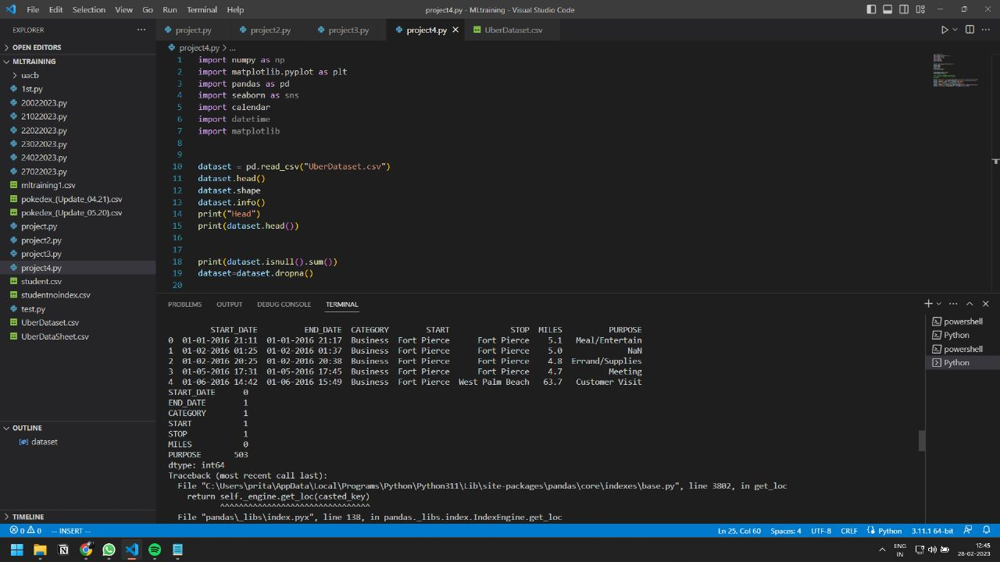 File Edit Selection View Go Run Terminal Help
project4.py - MLtraining - Visual Studio Code
EXPLORER
project.py project2.py project3.py project4.py UberDataset.csv
OPEN EDITORS
MLTRAINING
uacb
1st.py
20022023.py
21022023.py
22022023.py
23022023.py
24022023.py
27022023.py
mltraining1.csv
pokedex_(Update_04.21).csv
pokedex_(Update_05.20).csv
project.py
project2.py
project3.py
project4.py
student.csv
studentnoindex.csv
test.py
UberDataset.csv
UberDataSheet.csv
OUTLINE
dataset
TIMELINE
project4.py > ...
1 import numpy as np
2 import matplotlib.pyplot as plt
3 import pandas as pd
4 import seaborn as sns
5 import calendar
6 import datetime
7 import matplotlib
8
9
10 dataset = pd.read_csv("UberDataset.csv")
11 dataset.head()
12 dataset.shape
13 dataset.info()
14 print("Head")
15 print(dataset.head())
16
17
18 print(dataset.isnull().sum())
19 dataset=dataset.dropna()
20
PROBLEMS OUTPUT DEBUG CONSOLE TERMINAL
START_DATE END_DATE CATEGORY START STOP MILES PURPOSE
0 01-01-2016 21:11 01-01-2016 21:17 Business Fort Pierce Fort Pierce 5.1 Meal/Entertain
1 01-02-2016 01:25 01-02-2016 01:37 Business Fort Pierce Fort Pierce 5.0 NaN
2 01-02-2016 20:25 01-02-2016 20:38 Business Fort Pierce Fort Pierce 4.8 Errand/Supplies
3 01-05-2016 17:31 01-05-2016 17:45 Business Fort Pierce Fort Pierce 4.7 Meeting
4 01-06-2016 14:42 01-06-2016 15:49 Business Fort Pierce West Palm Beach 63.7 Customer Visit
START_DATE 0
END_DATE 1
CATEGORY 1
START 1
STOP 1
MILES 0
PURPOSE 503
dtype: int64
Traceback (most recent call last):
File "C:\Users\prita\AppData\Local\Programs\Python\Python311\Lib\site-packages\pandas\core\indexes\base.py", line 3802, in get_loc
return self._engine.get_loc(casted_key)
^^^^^^^^^^^^^^^^^^^^^^^^^^^^^^^^
File "pandas\_libs\index.pyx", line 138, in pandas._libs.index.IndexEngine.get_loc
powershell
Python
powershell
Python
0 0 -- INSERT --
Ln 25, Col 60 Spaces: 4 UTF-8 CRLF Python 3.11.1 64-bit
ENG
IN
12:45
28-02-2023